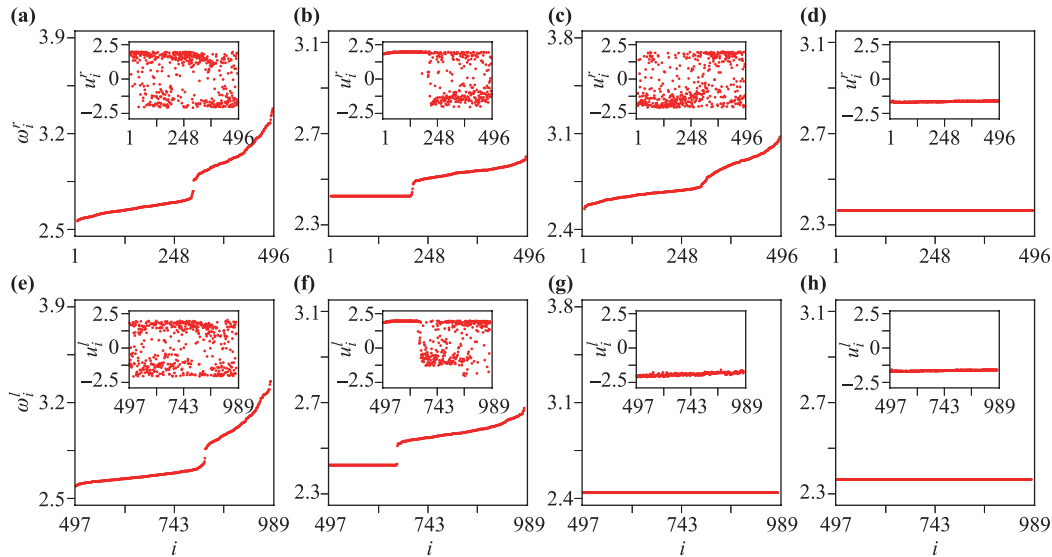 (a) (b) (c) (d)
3.9 3.1 3.8 3.1
2.5 2.5 2.5 2.5
u_i^r 0 u_i^r 0 u_i^r 0 u_i^r 0
−2.5 −2.5 −2.5 −2.5
1 248 496 1 248 496 1 248 496 1 248 496
ω_i^r 3.2 2.7 3.1 2.7
2.5 2.3 2.4 2.3
1 248 496 1 248 496 1 248 496 1 248 496
(e) (f) (g) (h)
3.9 3.1 3.8 3.1
2.5 2.5 2.5 2.5
u_i^l 0 u_i^l 0 u_i^l 0 u_i^l 0
−2.5 −2.5 −2.5 −2.5
497 743 989 497 743 989 497 743 989 497 743 989
ω_i^l 3.2 2.7 3.1 2.7
2.5 2.3 2.4 2.3
497 743 989 497 743 989 497 743 989 497 743 989
i i i i